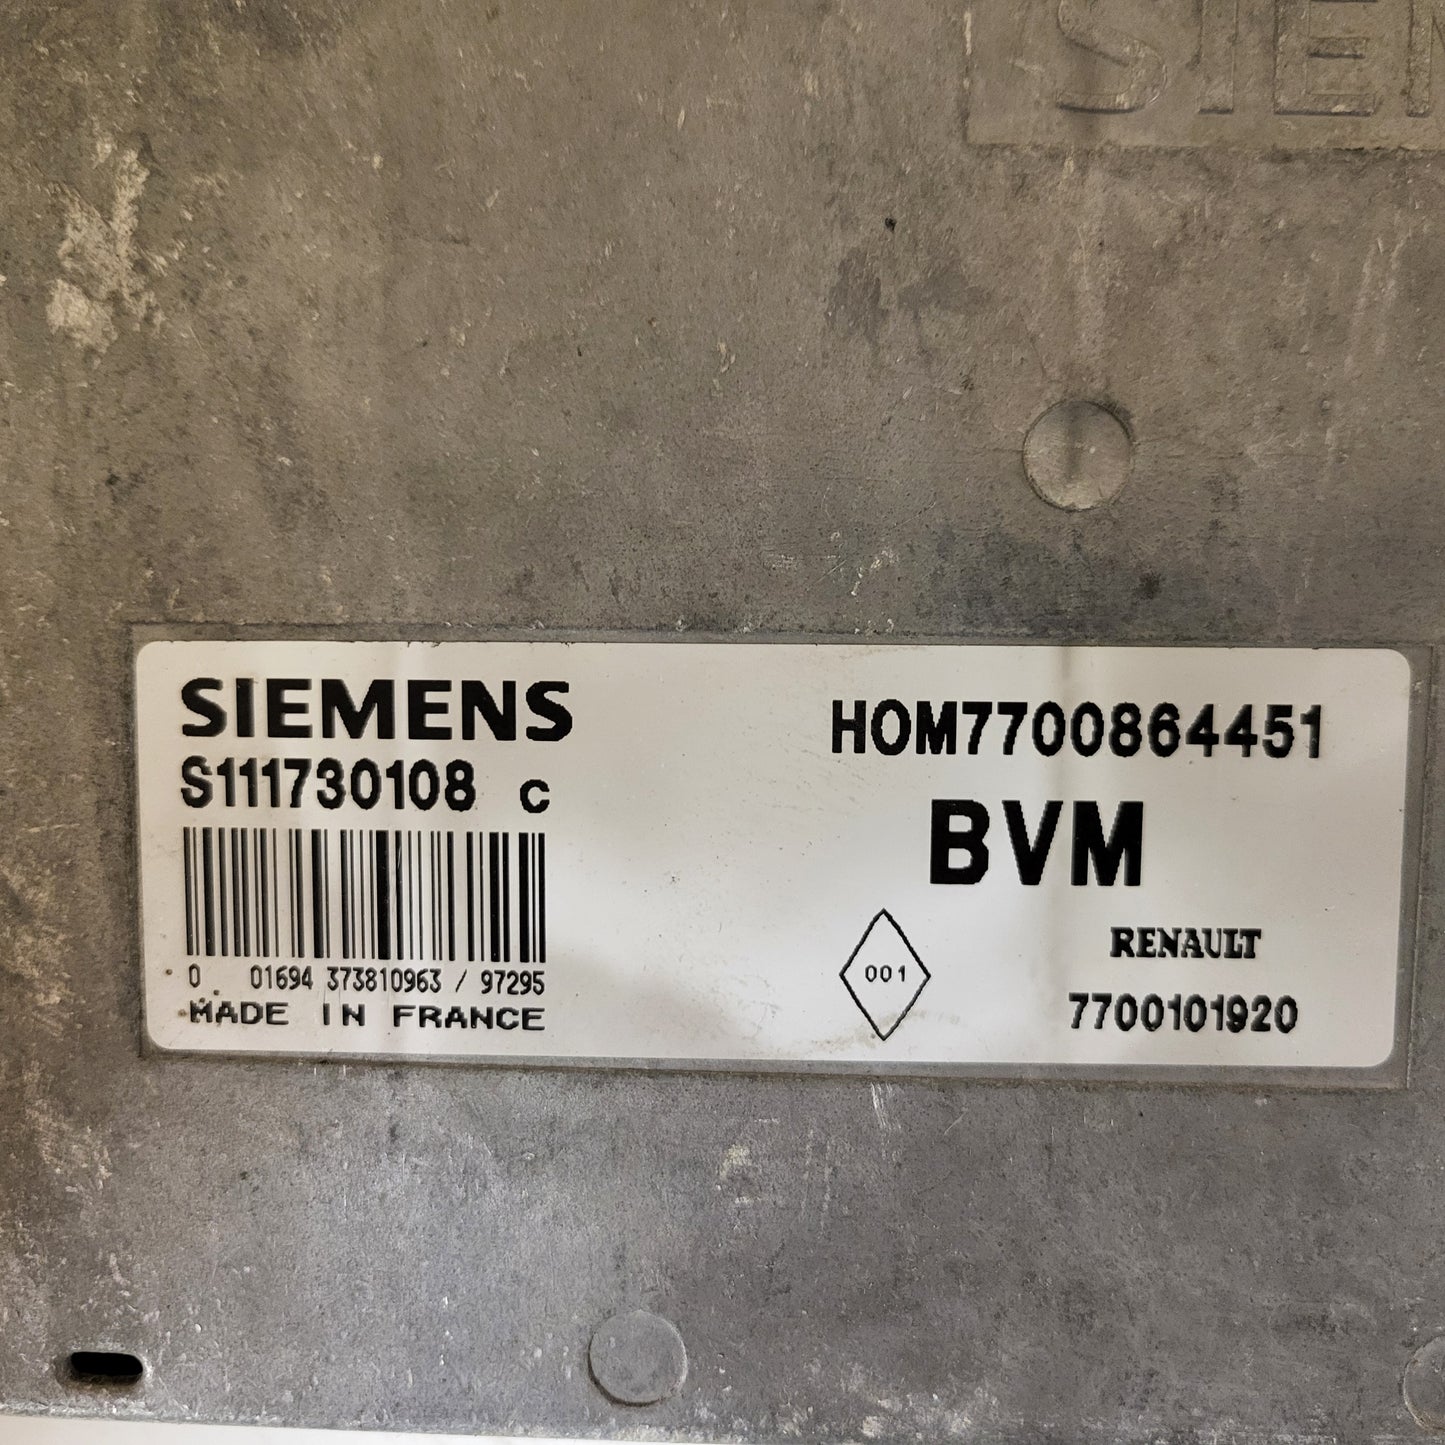 SIEMENS
S111730108 C
0 01694 373810963 / 97295
MADE IN FRANCE
HOM7700864451
BVM
001
RENAULT
7700101920